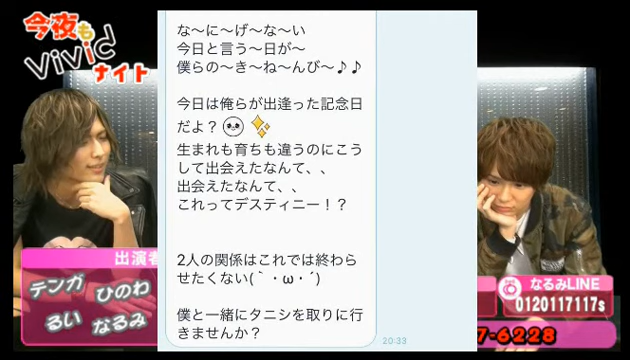 今夜も
Vividナイト
な〜に〜げ〜な〜い
今日と言う〜日が〜
僕らの〜き〜ね〜んび〜♪♪
今日は俺らが出逢った記念日
だよ？
生まれも育ちも違うのにこう
して出会えたなんて、、
出会えたなんて、、
これってデスティニー！？
2人の関係はこれでは終わら
せたくない(｀・ω・´)
僕と一緒にタニシを取りに行
きませんか？
20:33
出演者
テンガ ひのわ
るい なるみ
なるみLINE
0120117117s
7-6228